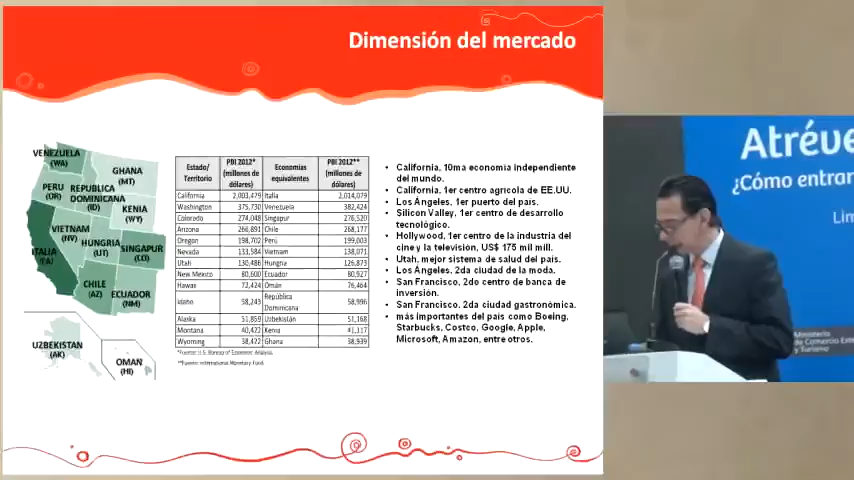 Dimensión del mercado
VENEZUELA
(WA)
GHANA
(MT)
PERU
(OR)
REPUBLICA
DOMINICANA
(ID)
KENIA
(WY)
VIETNAM
(NV)
HUNGRIA
(UT)
SINGAPUR
(CO)
ITALIA
(CA)
CHILE
(AZ)
ECUADOR
(NM)
UZBEKISTAN
(AK)
OMAN
(HI)
Estado/ Territorio | PBI 2012* (millones de dólares) | Economías equivalentes | PBI 2012** (millones de dólares)
California 2,003,479 Italia 2,014,079
Washington 375,730 Venezuela 382,424
Colorado 274,048 Singapur 276,520
Arizona 266,891 Chile 268,177
Oregon 198,702 Perú 199,003
Nevada 133,584 Vietnam 138,071
Utah 130,486 Hungría 126,873
New Mexico 80,600 Ecuador 80,927
Hawaii 72,424 Omán 76,464
Idaho 58,243 República Dominicana 58,996
Alaska 51,859 Uzbekistán 51,168
Montana 40,422 Kenia 41,117
Wyoming 38,422 Ghana 38,939
*Fuente: U.S. Bureau of Economic Analysis.
**Fuente: International Monetary Fund.
• California, 10ma economía independiente
del mundo.
• California, 1er centro agrícola de EE.UU.
• Los Ángeles, 1er puerto del país.
• Silicon Valley, 1er centro de desarrollo
tecnológico.
• Hollywood, 1er centro de la industria del
cine y la televisión, US$ 175 mil mill.
• Utah, mejor sistema de salud del país.
• Los Ángeles, 2da ciudad de la moda.
• San Francisco, 2do centro de banca de
inversión.
• San Francisco, 2da ciudad gastronómica.
• más importantes del país como Boeing,
Starbucks, Costco, Google, Apple,
Microsoft, Amazon, entre otros.
Atréve
¿Cómo entrar
Lim
Ministerio
de Comercio Exte
y Turismo